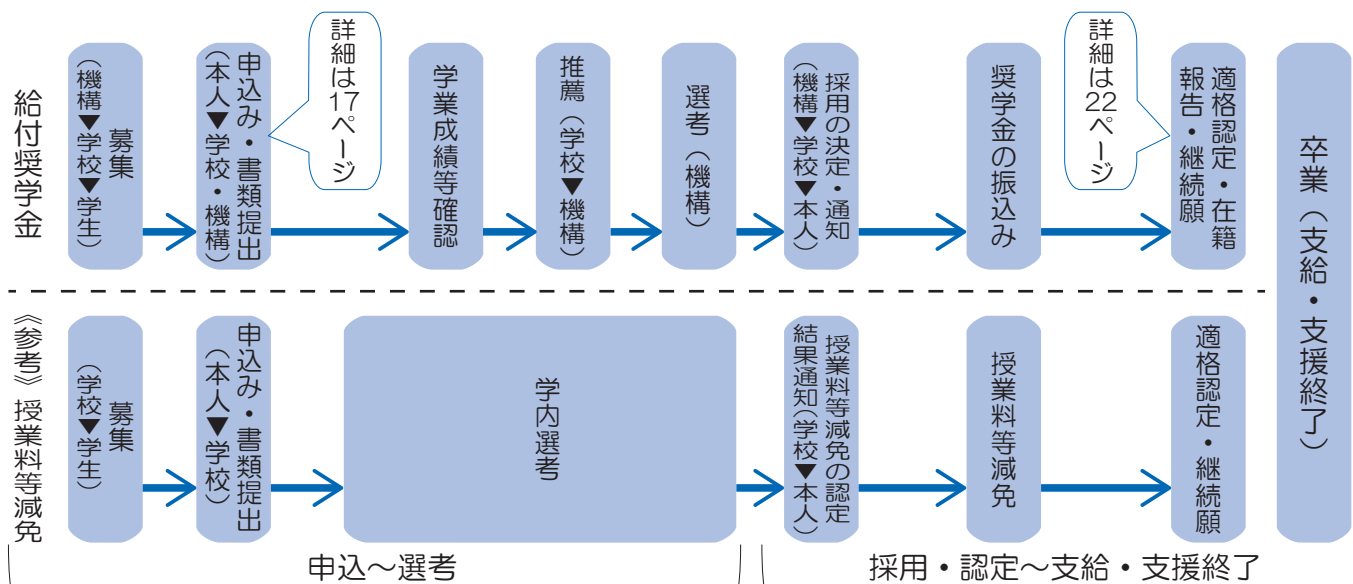 給付奨学金
募集
（機構▼学校▼学生）
申込み・書類提出
（本人▼学校・機構）
詳細は17ページ
学業成績等確認
推薦（学校▼機構）
選考（機構）
採用の決定・通知
（機構▼学校▼本人）
奨学金の振込み
詳細は22ページ
適格認定・在籍
報告・継続願
卒業（支給・支援終了）
《参考》授業料等減免
募集
（学校▼学生）
申込み・書類提出
（本人▼学校）
学内選考
授業料等減免の認定
結果通知（学校▼本人）
授業料等減免
適格認定・継続願
申込～選考
採用・認定～支給・支援終了